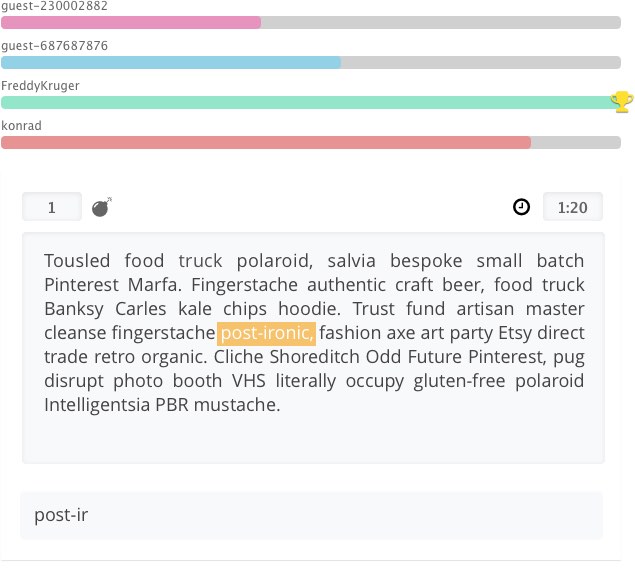 guest-230002882
guest-687687876
FreddyKruger
konrad
1
1:20
Tousled food truck polaroid, salvia bespoke small batch
Pinterest Marfa. Fingerstache authentic craft beer, food truck
Banksy Carles kale chips hoodie. Trust fund artisan master
cleanse fingerstache post-ironic, fashion axe art party Etsy direct
trade retro organic. Cliche Shoreditch Odd Future Pinterest, pug
disrupt photo booth VHS literally occupy gluten-free polaroid
Intelligentsia PBR mustache.
post-ir